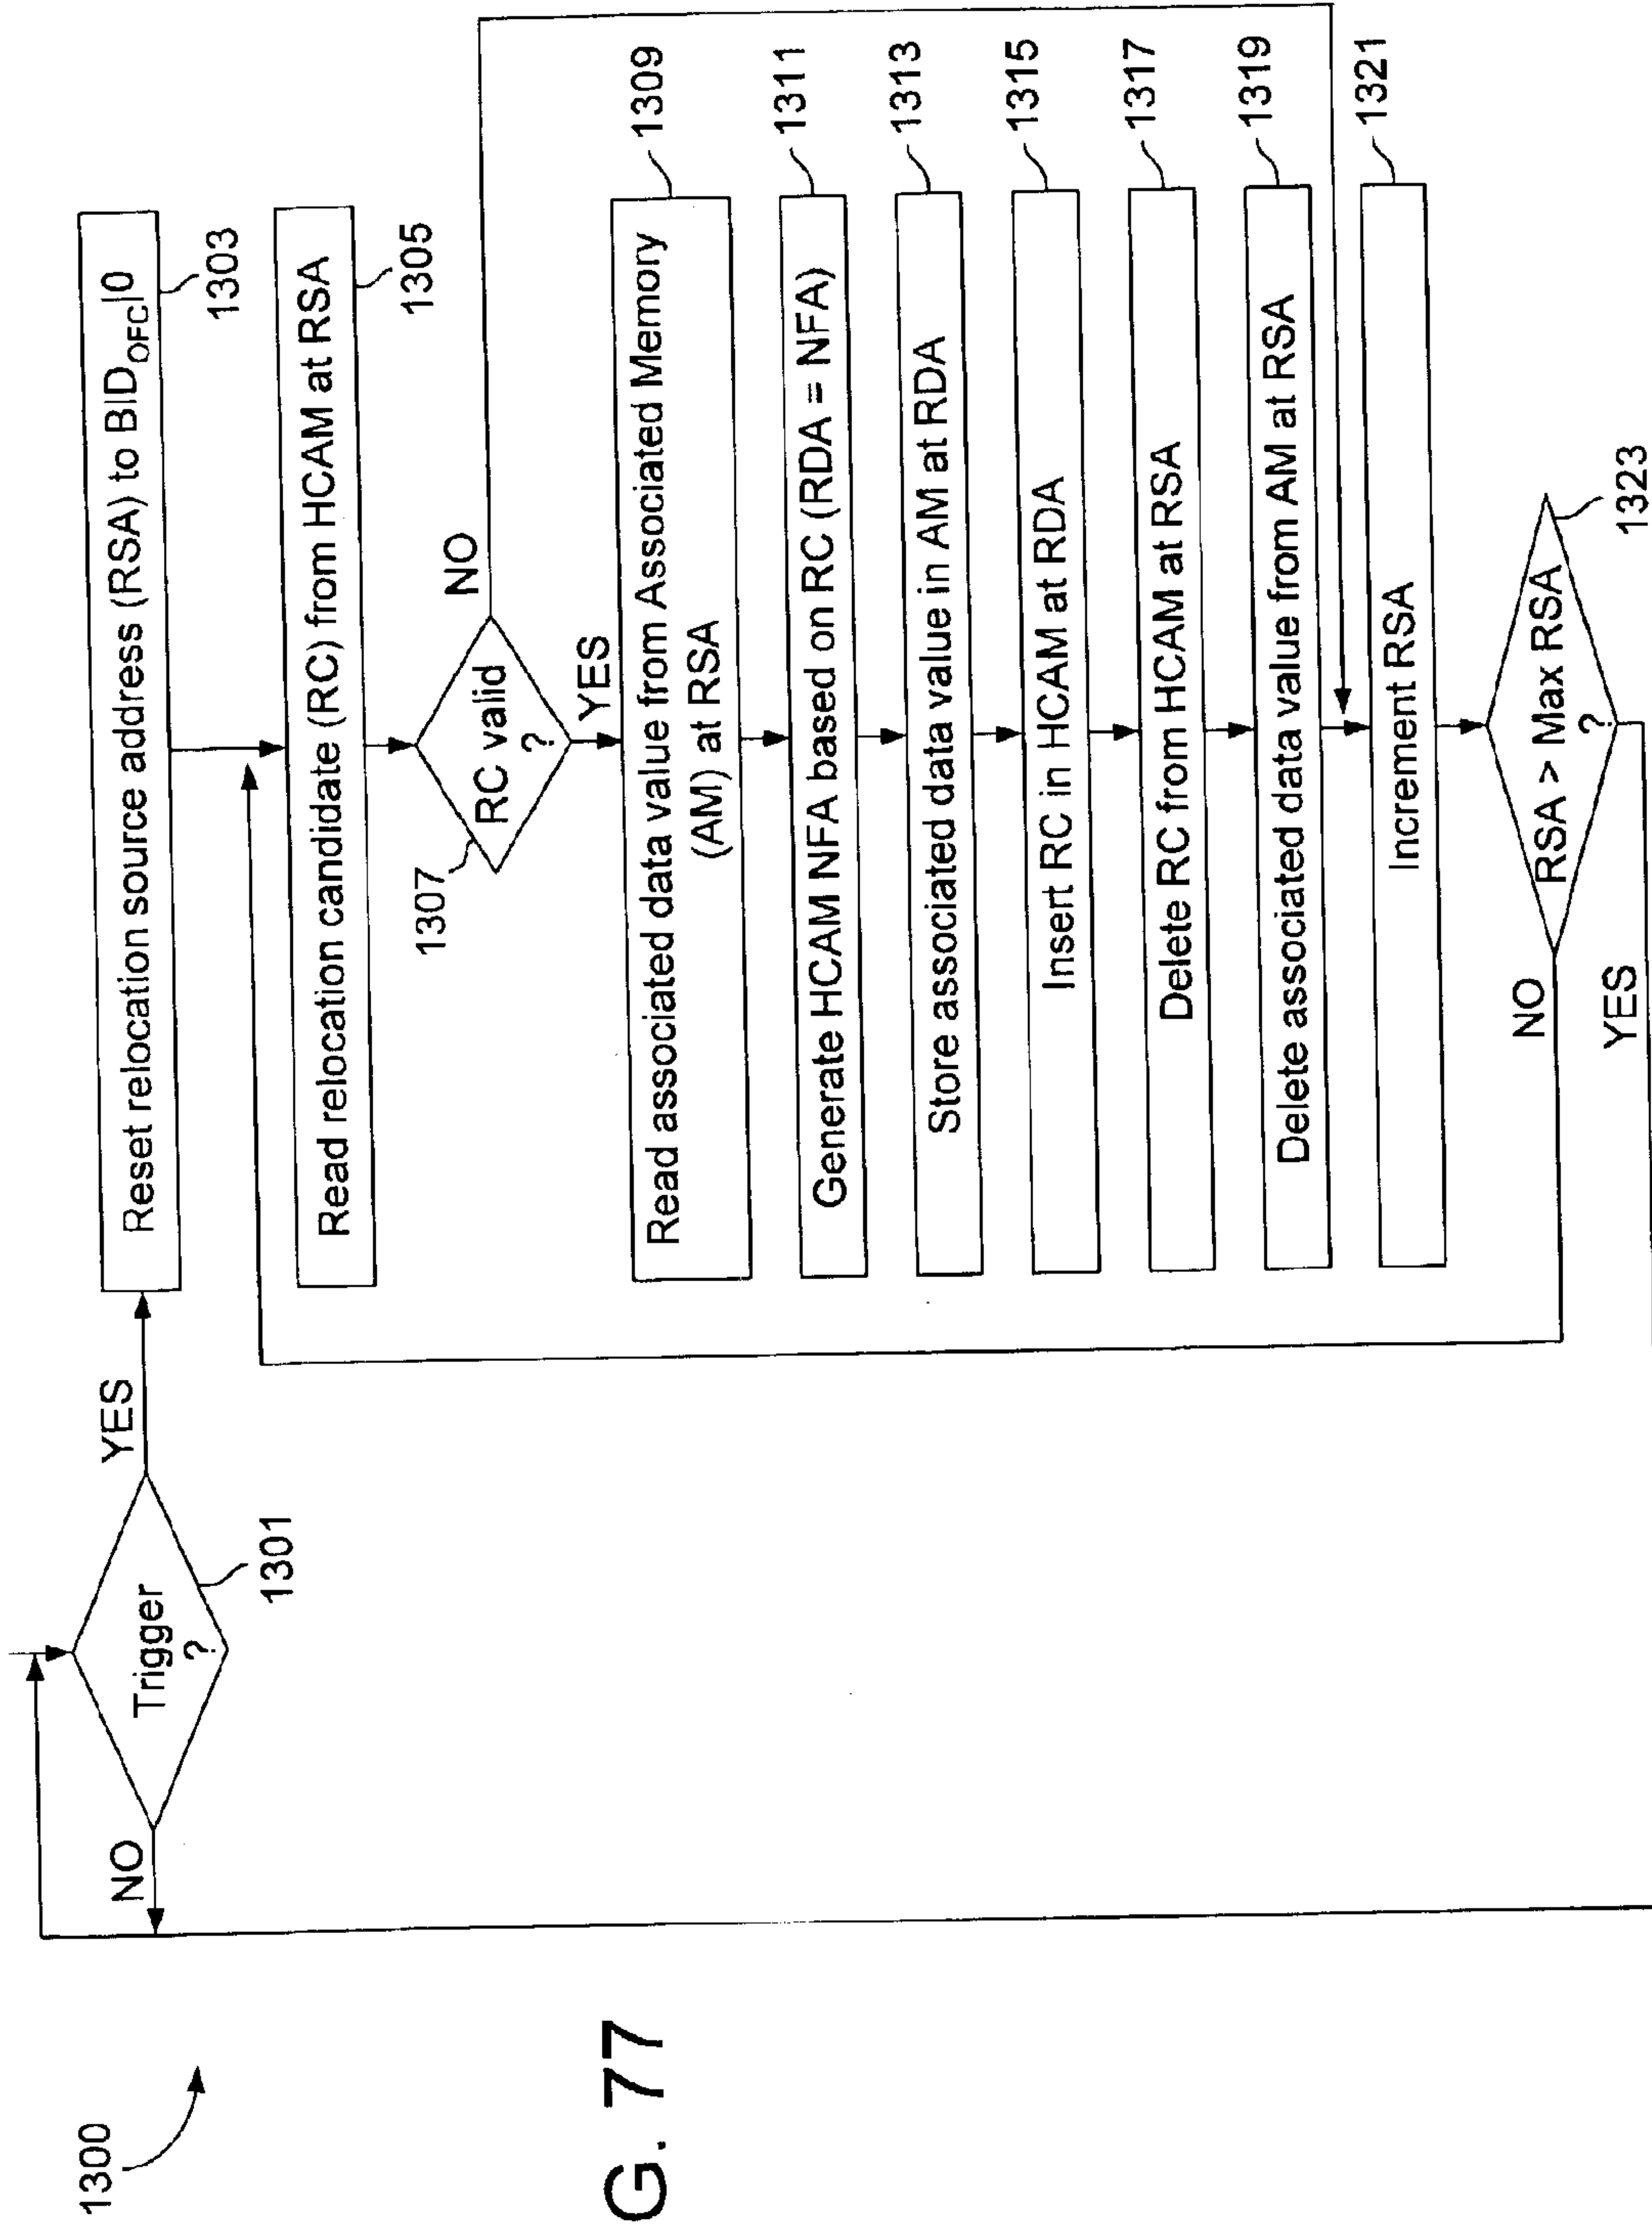 1300
Trigger
?
1301
NO
YES
Reset relocation source address (RSA) to BID_OFC|0
1303
Read relocation candidate (RC) from HCAM at RSA
1305
RC valid
?
1307
NO
YES
Read associated data value from Associated Memory
(AM) at RSA
1309
Generate HCAM NFA based on RC (RDA = NFA)
1311
Store associated data value in AM at RDA
1313
Insert RC in HCAM at RDA
1315
Delete RC from HCAM at RSA
1317
Delete associated data value from AM at RSA
1319
Increment RSA
1321
RSA > Max RSA
?
1323
NO
YES
G. 77